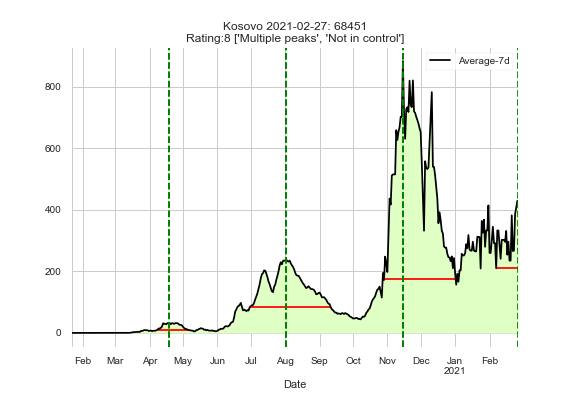 Kosovo 2021-02-27: 68451
Rating:8 ['Multiple peaks', 'Not in control']
Average-7d
800
600
400
200
0
Feb Mar Apr May Jun Jul Aug Sep Oct Nov Dec Jan Feb
2021
Date